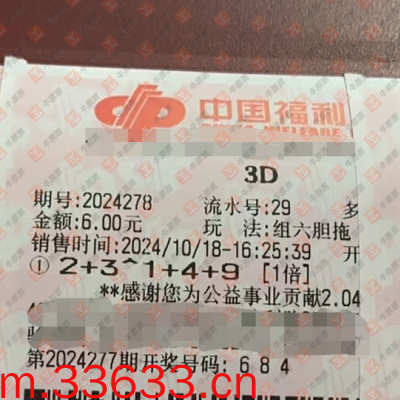 中国福利
3D
期号:2024278 流水号:29 多
金额:6.00元 玩 法:组六胆拖
销售时间:2024/10/18-16:25:39 开
① 2+3^1+4+9 [1倍]
**感谢您为公益事业贡献2.04
第2024277期开奖号码: 6 8 4
m.33633.cn